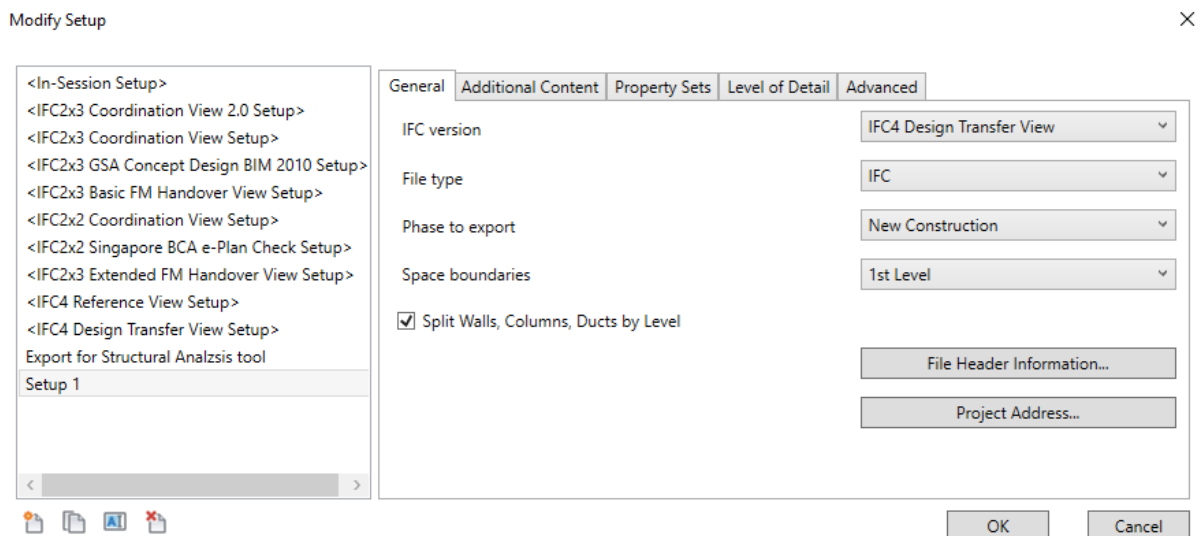 Modify Setup
<In-Session Setup>
<IFC2x3 Coordination View 2.0 Setup>
<IFC2x3 Coordination View Setup>
<IFC2x3 GSA Concept Design BIM 2010 Setup>
<IFC2x3 Basic FM Handover View Setup>
<IFC2x2 Coordination View Setup>
<IFC2x2 Singapore BCA e-Plan Check Setup>
<IFC2x3 Extended FM Handover View Setup>
<IFC4 Reference View Setup>
<IFC4 Design Transfer View Setup>
Export for Structural Analzsis tool
Setup 1
General Additional Content Property Sets Level of Detail Advanced
IFC version IFC4 Design Transfer View
File type IFC
Phase to export New Construction
Space boundaries 1st Level
Split Walls, Columns, Ducts by Level
File Header Information...
Project Address...
OK Cancel